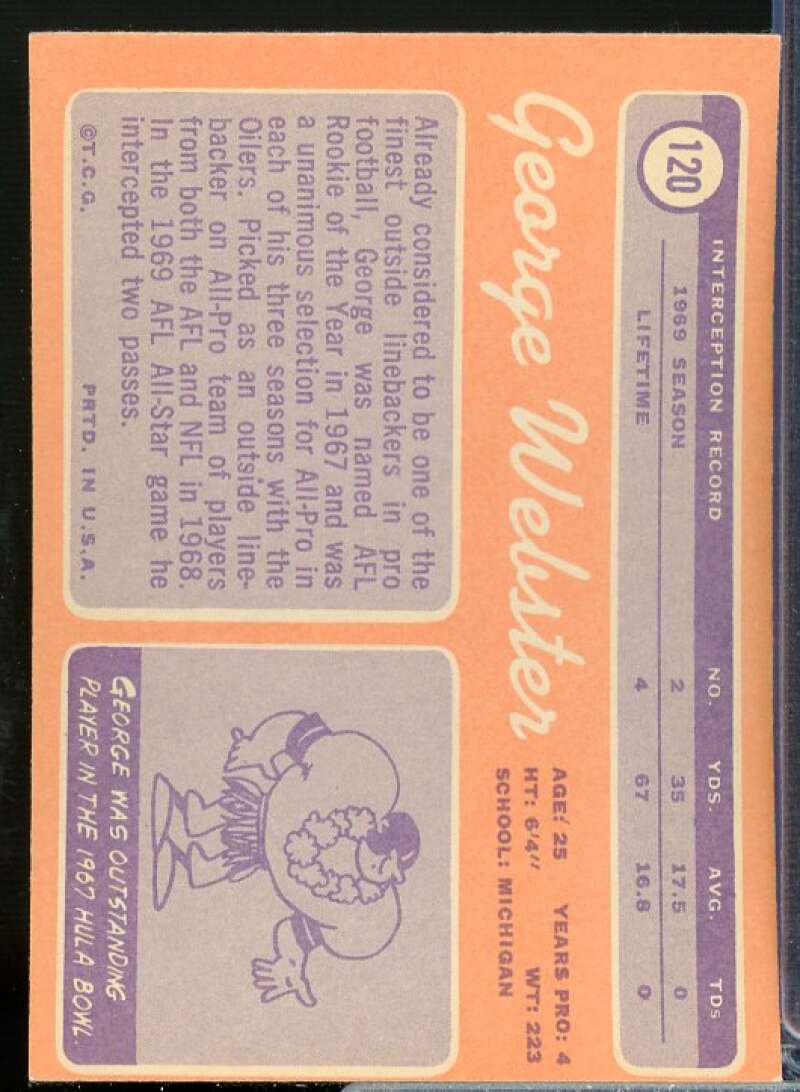 120
INTERCEPTION RECORD NO. YDS. AVG. TDs
1969 SEASON 2 35 17.5 0
LIFETIME 4 67 16.8 0
George Webster
AGE: 25 YEARS PRO: 4
HT: 6'4" WT: 223
SCHOOL: MICHIGAN
Already considered to be one of the
finest outside linebackers in pro
football, George was named AFL
Rookie of the Year in 1967 and was
a unanimous selection for All-Pro in
each of his three seasons with the
Oilers. Picked as an outside line-
backer on All-Pro team of players
from both the AFL and NFL in 1968.
In the 1969 AFL All-Star game he
intercepted two passes.
©T.C.G. PRTD. IN U.S.A.
GEORGE WAS OUTSTANDING
PLAYER IN THE 1967 HULA BOWL.